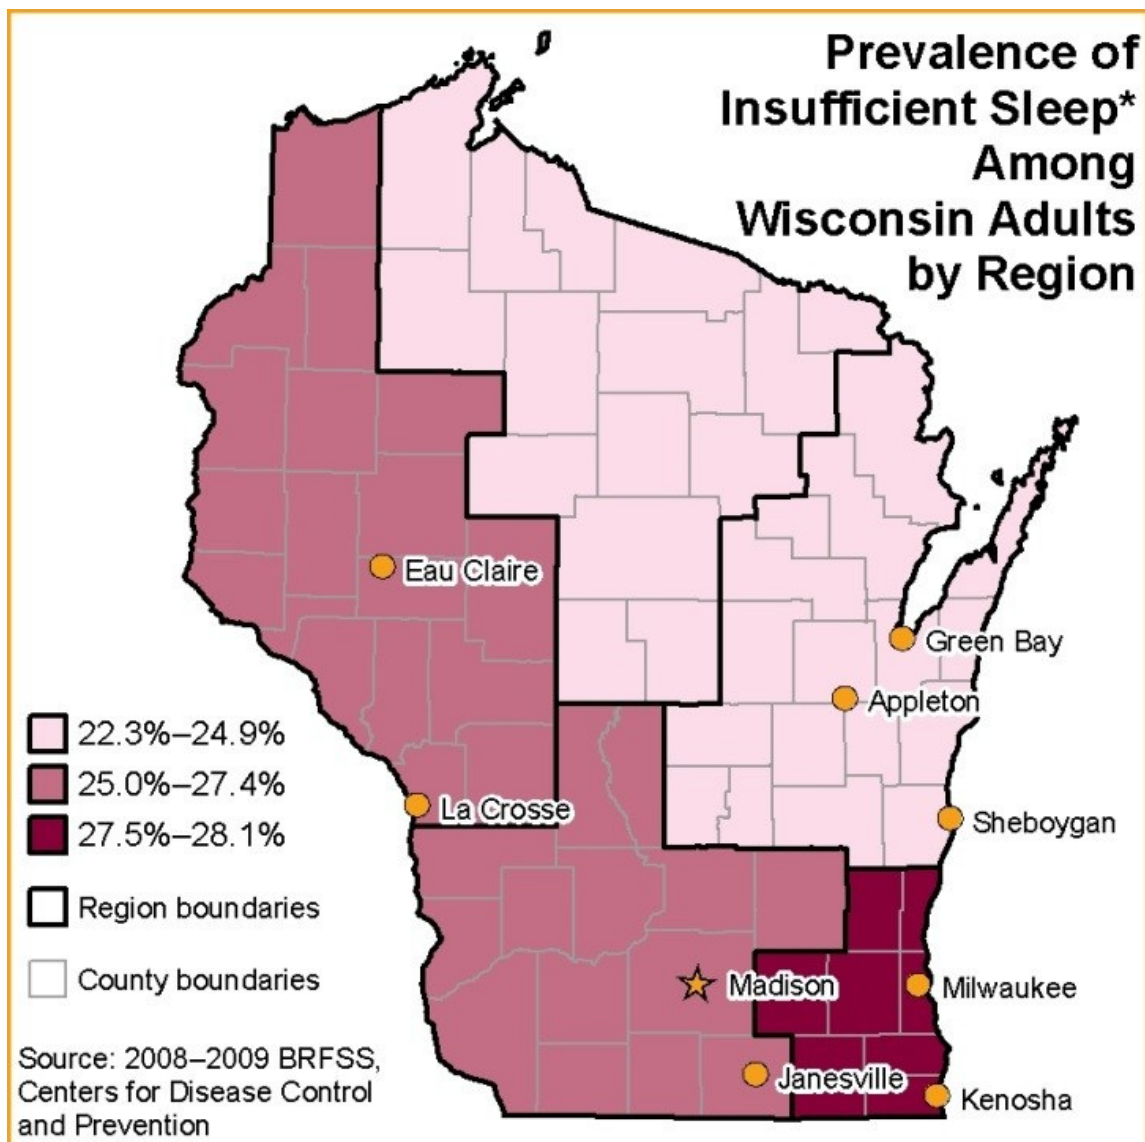 Prevalence of
Insufficient Sleep*
Among
Wisconsin Adults
by Region
Eau Claire
Green Bay
Appleton
La Crosse
Sheboygan
Madison
Milwaukee
Janesville
Kenosha
22.3%–24.9%
25.0%–27.4%
27.5%–28.1%
Region boundaries
County boundaries
Source: 2008–2009 BRFSS,
Centers for Disease Control
and Prevention